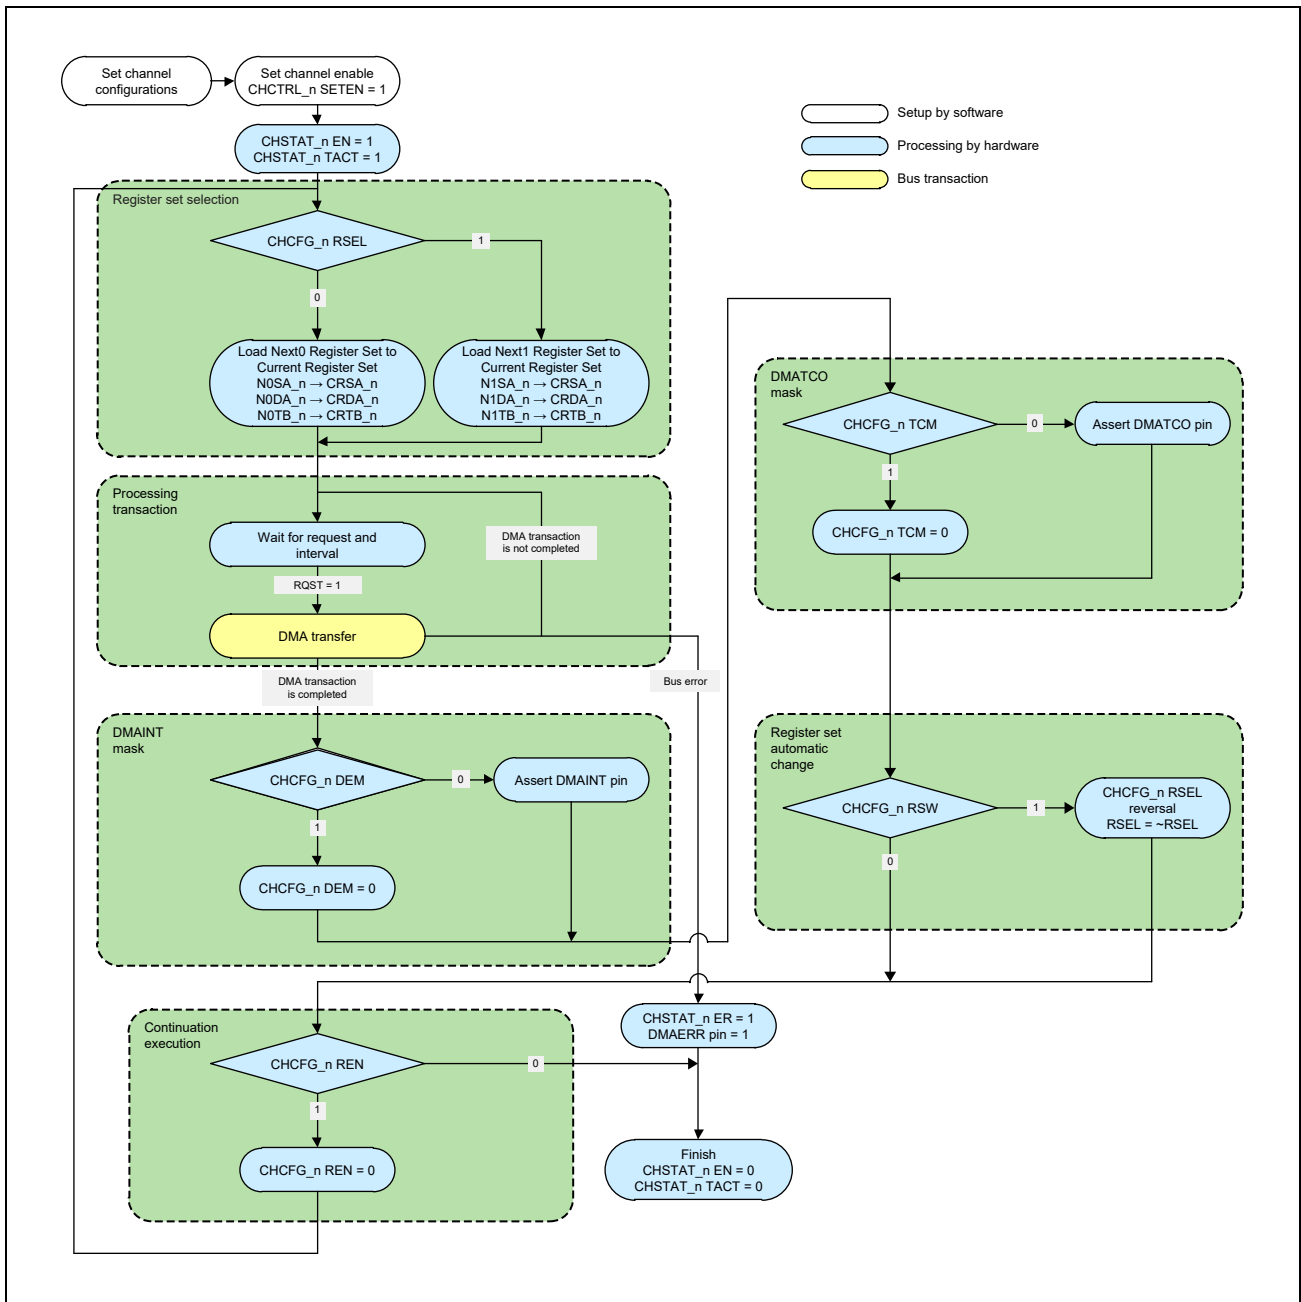 Set channel
configurations
Set channel enable
CHCTRL_n SETEN = 1
CHSTAT_n EN = 1
CHSTAT_n TACT = 1
Setup by software
Processing by hardware
Bus transaction
Register set selection
CHCFG_n RSEL
1
0
Load Next0 Register Set to
Current Register Set
N0SA_n → CRSA_n
N0DA_n → CRDA_n
N0TB_n → CRTB_n
Load Next1 Register Set to
Current Register Set
N1SA_n → CRSA_n
N1DA_n → CRDA_n
N1TB_n → CRTB_n
Processing
transaction
Wait for request and
interval
DMA transaction
is not completed
RQST = 1
DMA transfer
DMA transaction
is completed
Bus error
DMAINT
mask
CHCFG_n DEM
0
Assert DMAINT pin
1
CHCFG_n DEM = 0
DMATCO
mask
CHCFG_n TCM
0
Assert DMATCO pin
1
CHCFG_n TCM = 0
Register set
automatic
change
CHCFG_n RSW
1
CHCFG_n RSEL
reversal
RSEL = ~RSEL
0
Continuation
execution
CHCFG_n REN
0
1
CHCFG_n REN = 0
CHSTAT_n ER = 1
DMAERR pin = 1
Finish
CHSTAT_n EN = 0
CHSTAT_n TACT = 0